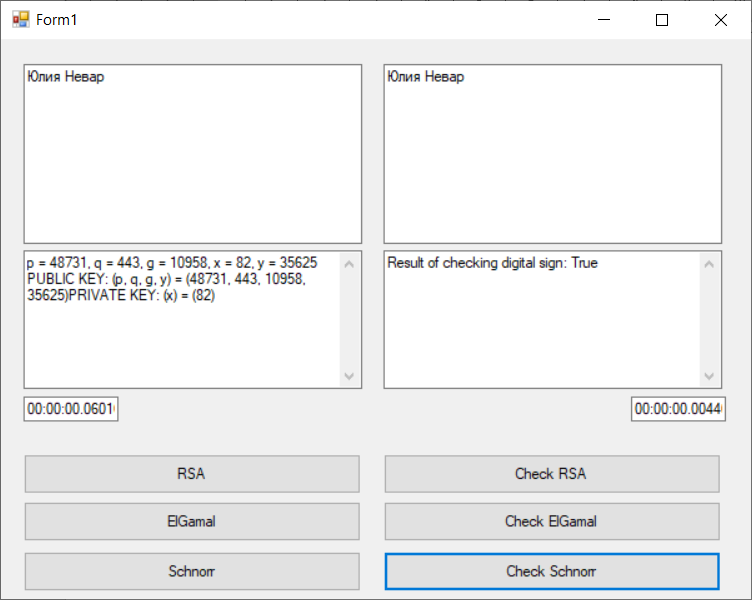 Form1
Юлия Невар
Юлия Невар
p = 48731, q = 443, g = 10958, x = 82, y = 35625
PUBLIC KEY: (p, q, g, y) = (48731, 443, 10958,
35625)PRIVATE KEY: (x) = (82)
Result of checking digital sign: True
00:00:00.0601
00:00:00.0044
RSA
Check RSA
ElGamal
Check ElGamal
Schnorr
Check Schnorr